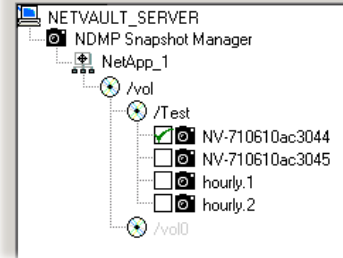 NETVAULT_SERVER
NDMP Snapshot Manager
NetApp_1
/vol
/Test
NV-710610ac3044
NV-710610ac3045
hourly.1
hourly.2
/vol0